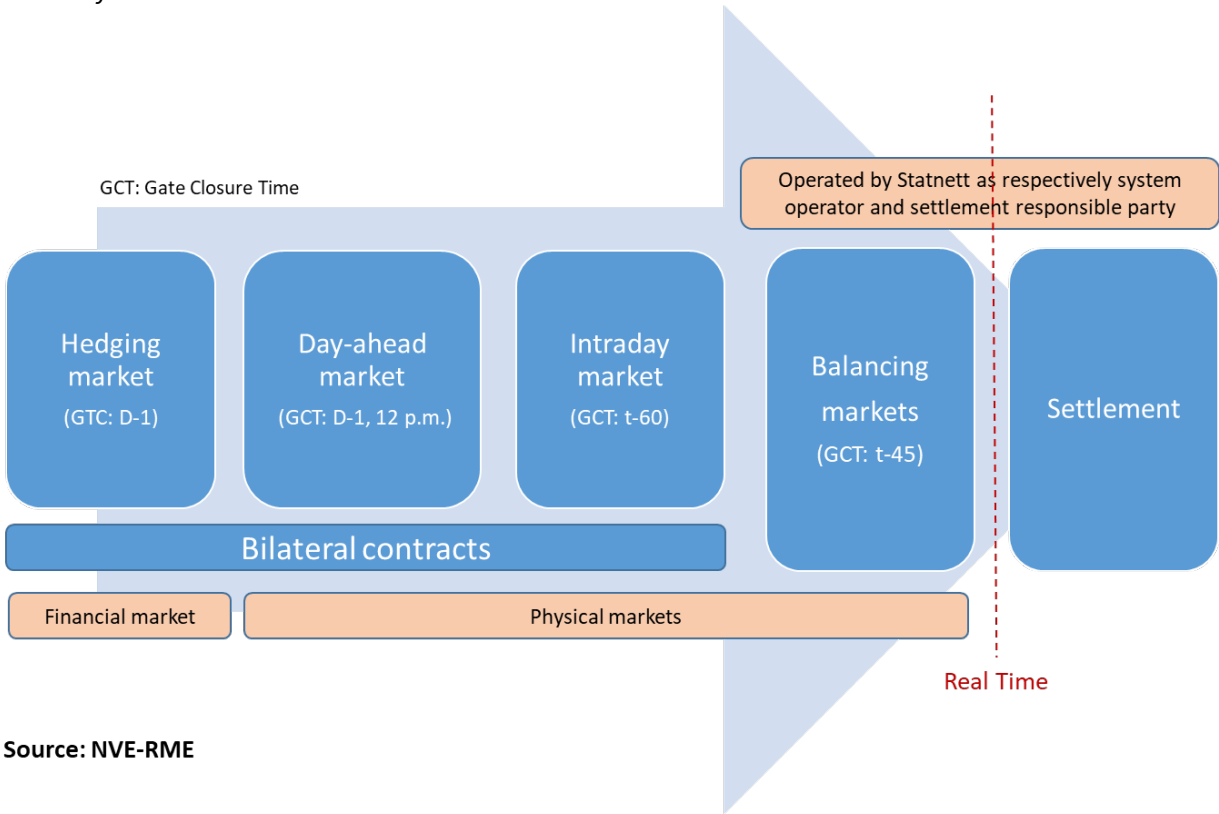 GCT: Gate Closure Time
Operated by Statnett as respectively system
operator and settlement responsible party
Hedging
market
(GTC: D-1)
Day-ahead
market
(GCT: D-1, 12 p.m.)
Intraday
market
(GCT: t-60)
Balancing
markets
(GCT: t-45)
Settlement
Bilateral contracts
Financial market
Physical markets
Real Time
Source: NVE-RME